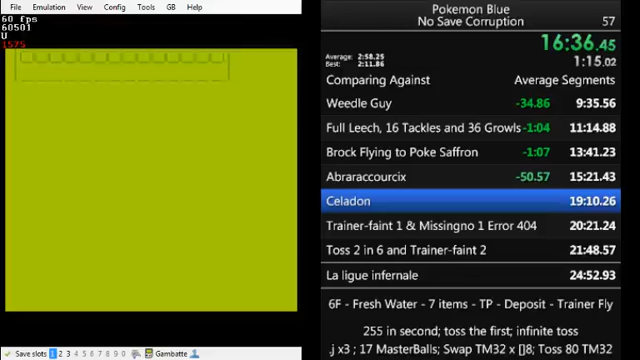 File Emulation View Config Tools GB Help
60 fps
60501
U
1575
Save slots 1 2 3 4 5 6 7 8 9 0 Gambatte
Pokemon Blue
No Save Corruption 57
16:36.45
Average: 2:58.25
Best: 2:11.86
1:15.02
Comparing Against Average Segments
Weedle Guy -34.86 9:35.56
Full Leech, 16 Tackles and 36 Growls -1:04 11:14.88
Brock Flying to Poke Saffron -1:07 13:41.23
Abraraccourcix -50.57 15:21.43
Celadon 19:10.26
Trainer-faint 1 & Missingno 1 Error 404 20:21.24
Toss 2 in 6 and Trainer-faint 2 21:48.57
La ligue infernale 24:52.93
6F - Fresh Water - 7 items - TP - Deposit - Trainer Fly
255 in second; toss the first; infinite toss
.j x3 ; 17 MasterBalls; Swap TM32 x []8; Toss 80 TM32